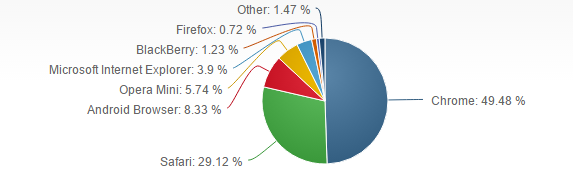 Other: 1.47 %
Firefox: 0.72 %
BlackBerry: 1.23 %
Microsoft Internet Explorer: 3.9 %
Opera Mini: 5.74 %
Android Browser: 8.33 %
Chrome: 49.48 %
Safari: 29.12 %